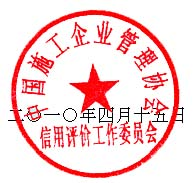 中国施工企业管理协会
二〇一〇年四月十五日
信用评价工作委员会